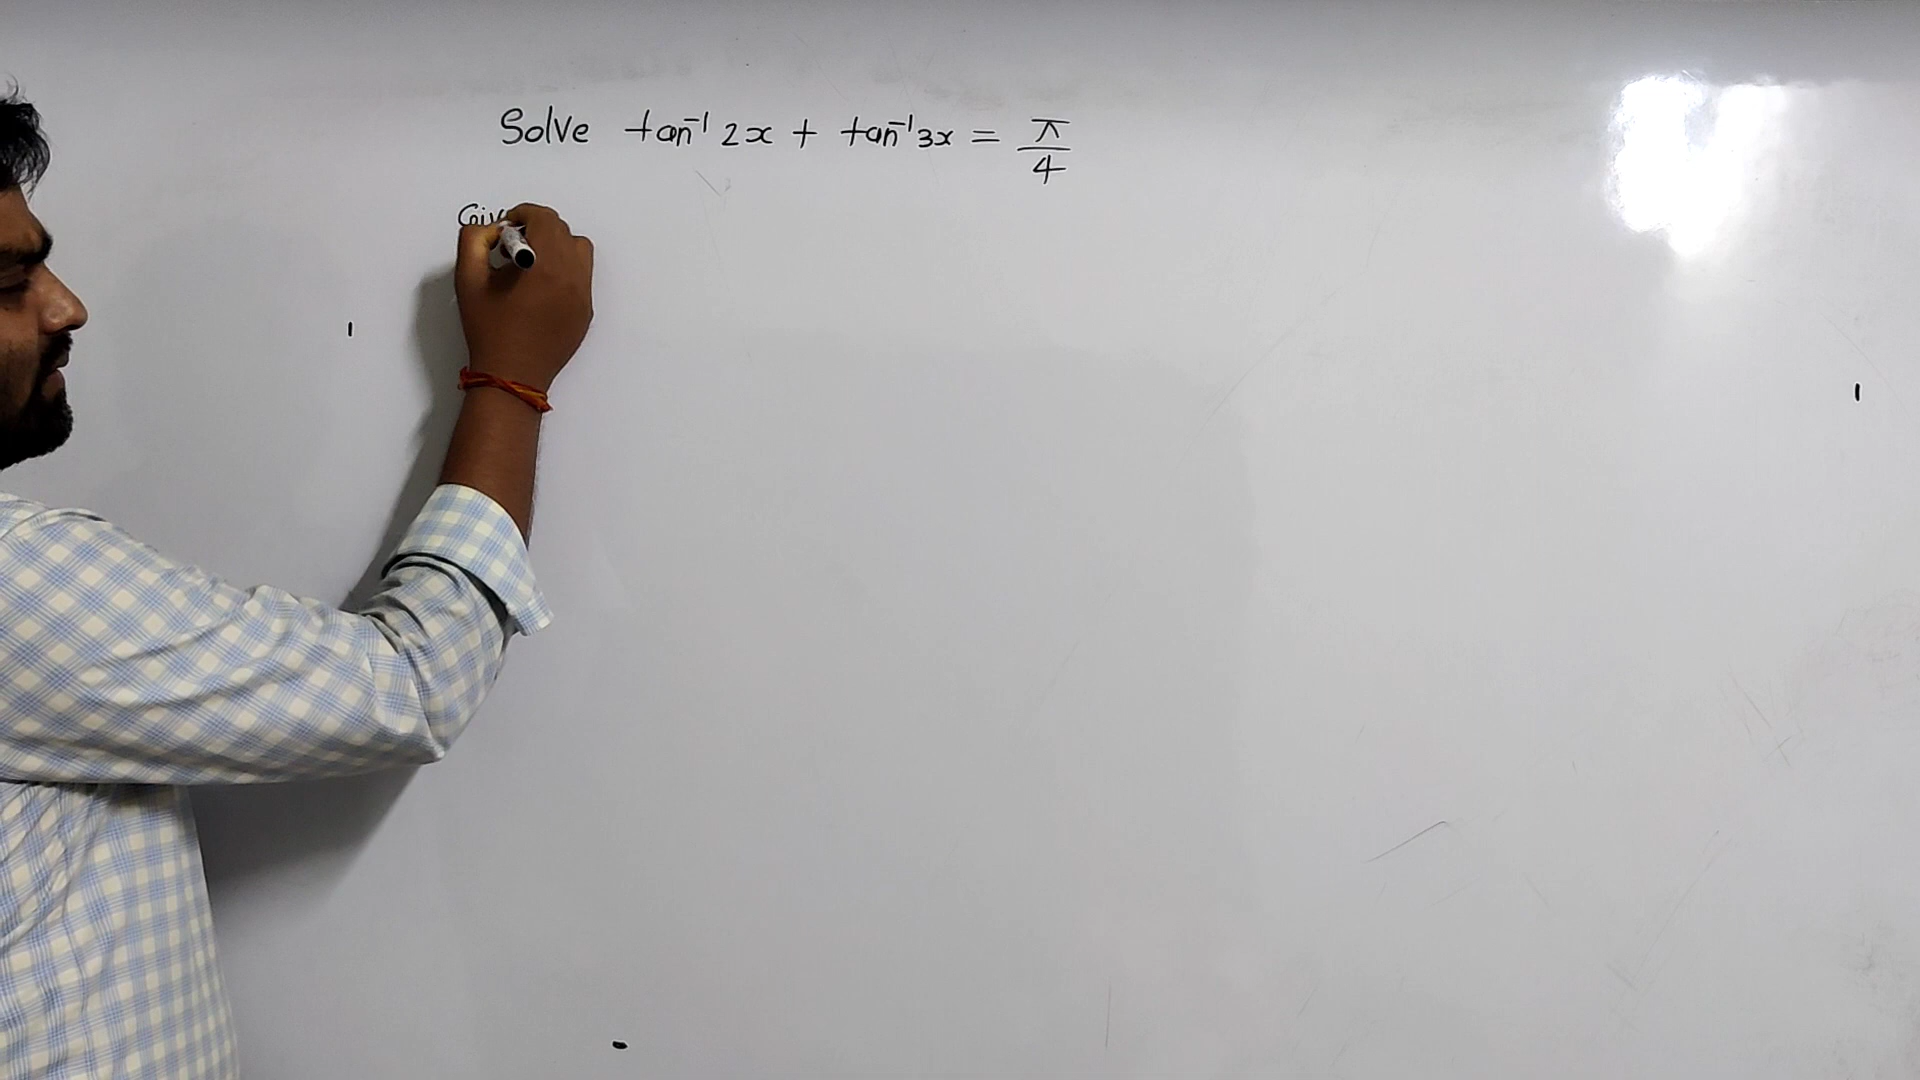 Solve tan⁻¹ 2x + tan⁻¹ 3x = π/4